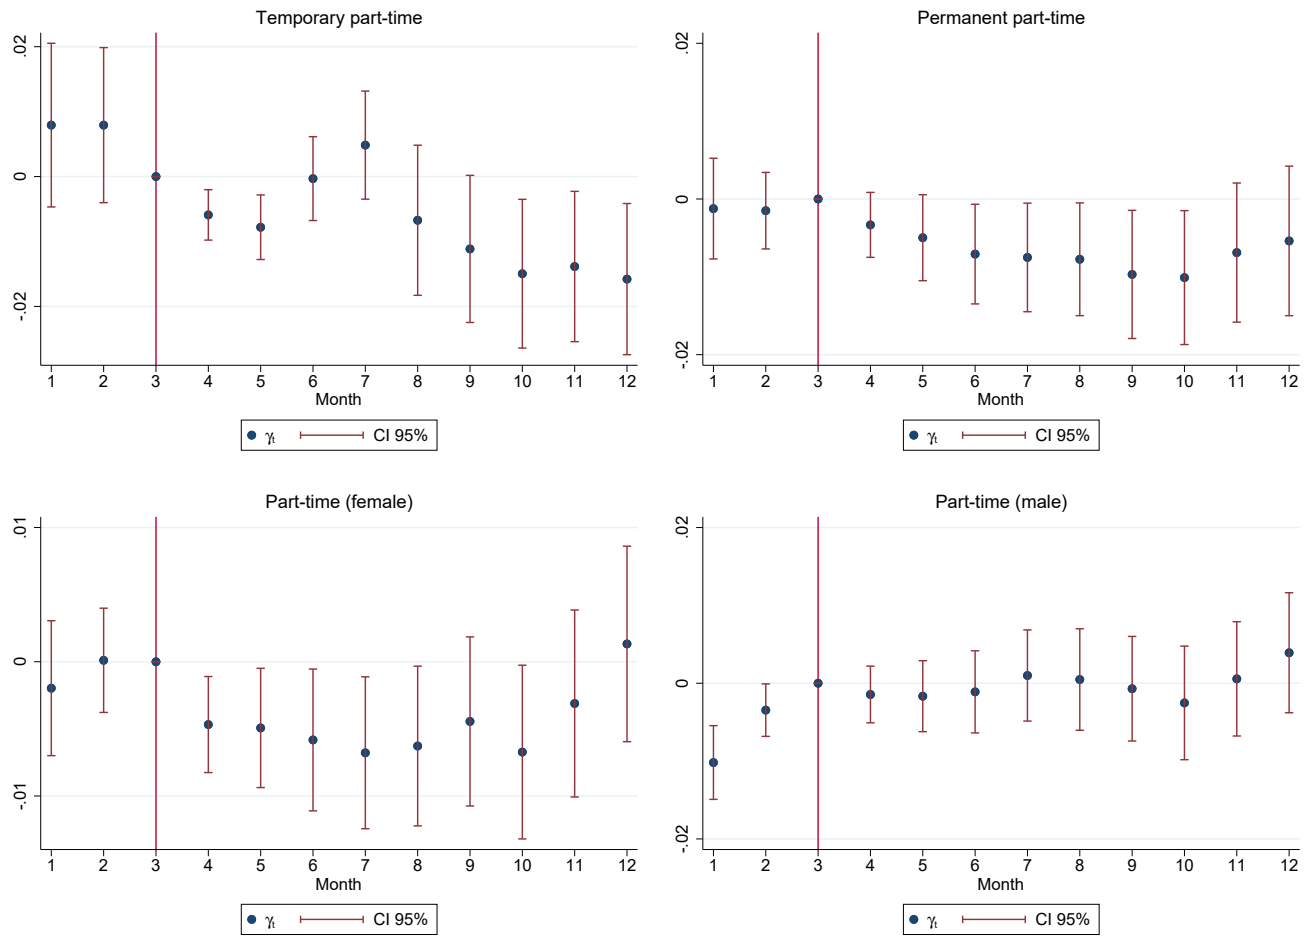 Temporary part-time
.02
0
-.02
1 2 3 4 5 6 7 8 9 10 11 12
Month
γt CI 95%
Permanent part-time
.02
0
-.02
1 2 3 4 5 6 7 8 9 10 11 12
Month
γt CI 95%
Part-time (female)
.01
0
-.01
1 2 3 4 5 6 7 8 9 10 11 12
Month
γt CI 95%
Part-time (male)
.02
0
-.02
1 2 3 4 5 6 7 8 9 10 11 12
Month
γt CI 95%